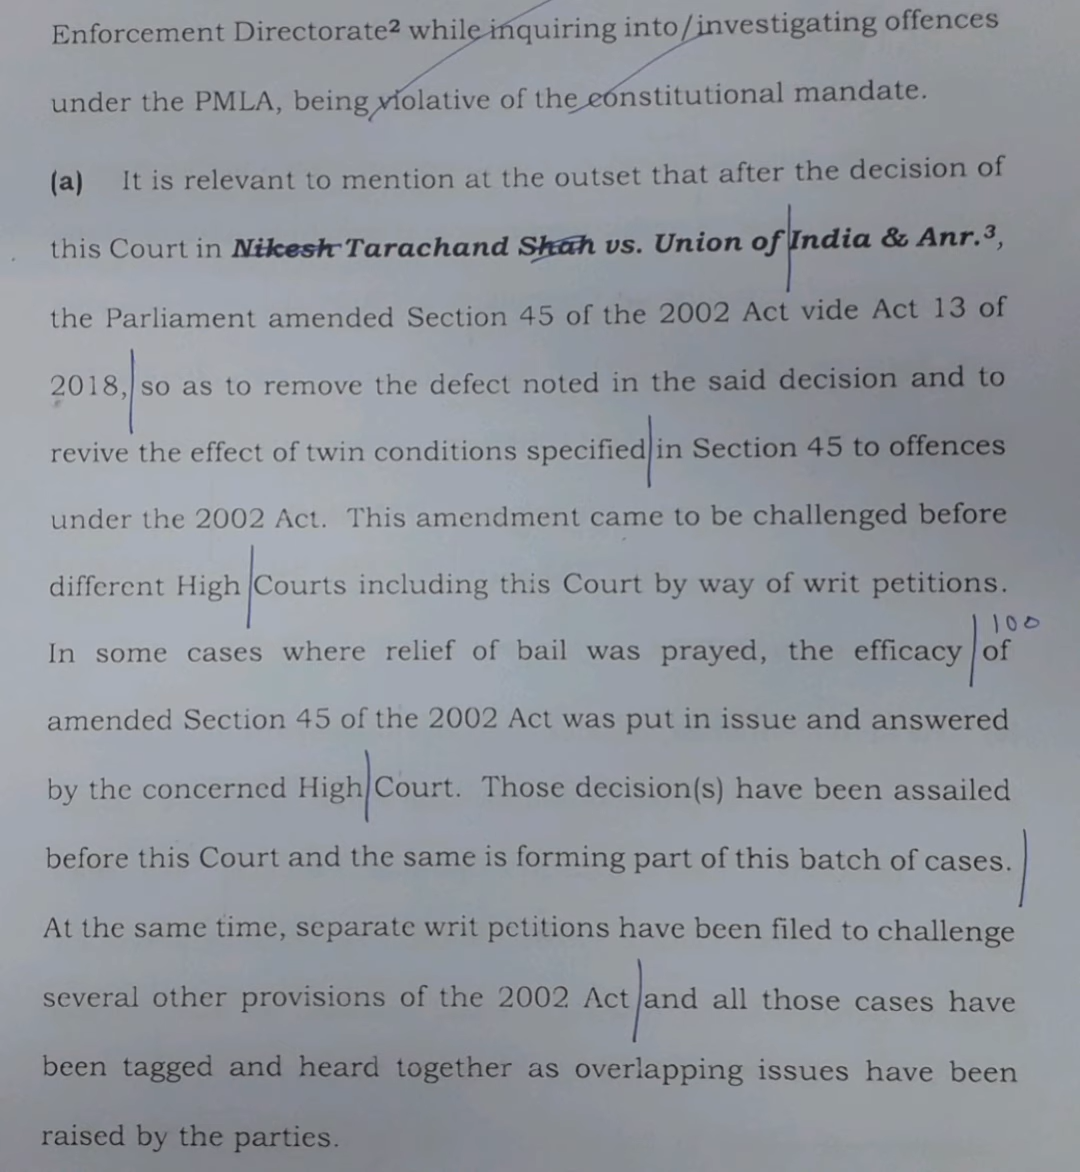 Enforcement Directorate² while inquiring into/investigating offences
under the PMLA, being violative of the constitutional mandate.
(a) It is relevant to mention at the outset that after the decision of
this Court in Nikesh Tarachand Shah vs. Union of India & Anr.³,
the Parliament amended Section 45 of the 2002 Act vide Act 13 of
2018, so as to remove the defect noted in the said decision and to
revive the effect of twin conditions specified in Section 45 to offences
under the 2002 Act. This amendment came to be challenged before
different High Courts including this Court by way of writ petitions.
100
In some cases where relief of bail was prayed, the efficacy of
amended Section 45 of the 2002 Act was put in issue and answered
by the concerned High Court. Those decision(s) have been assailed
before this Court and the same is forming part of this batch of cases.
At the same time, separate writ petitions have been filed to challenge
several other provisions of the 2002 Act and all those cases have
been tagged and heard together as overlapping issues have been
raised by the parties.